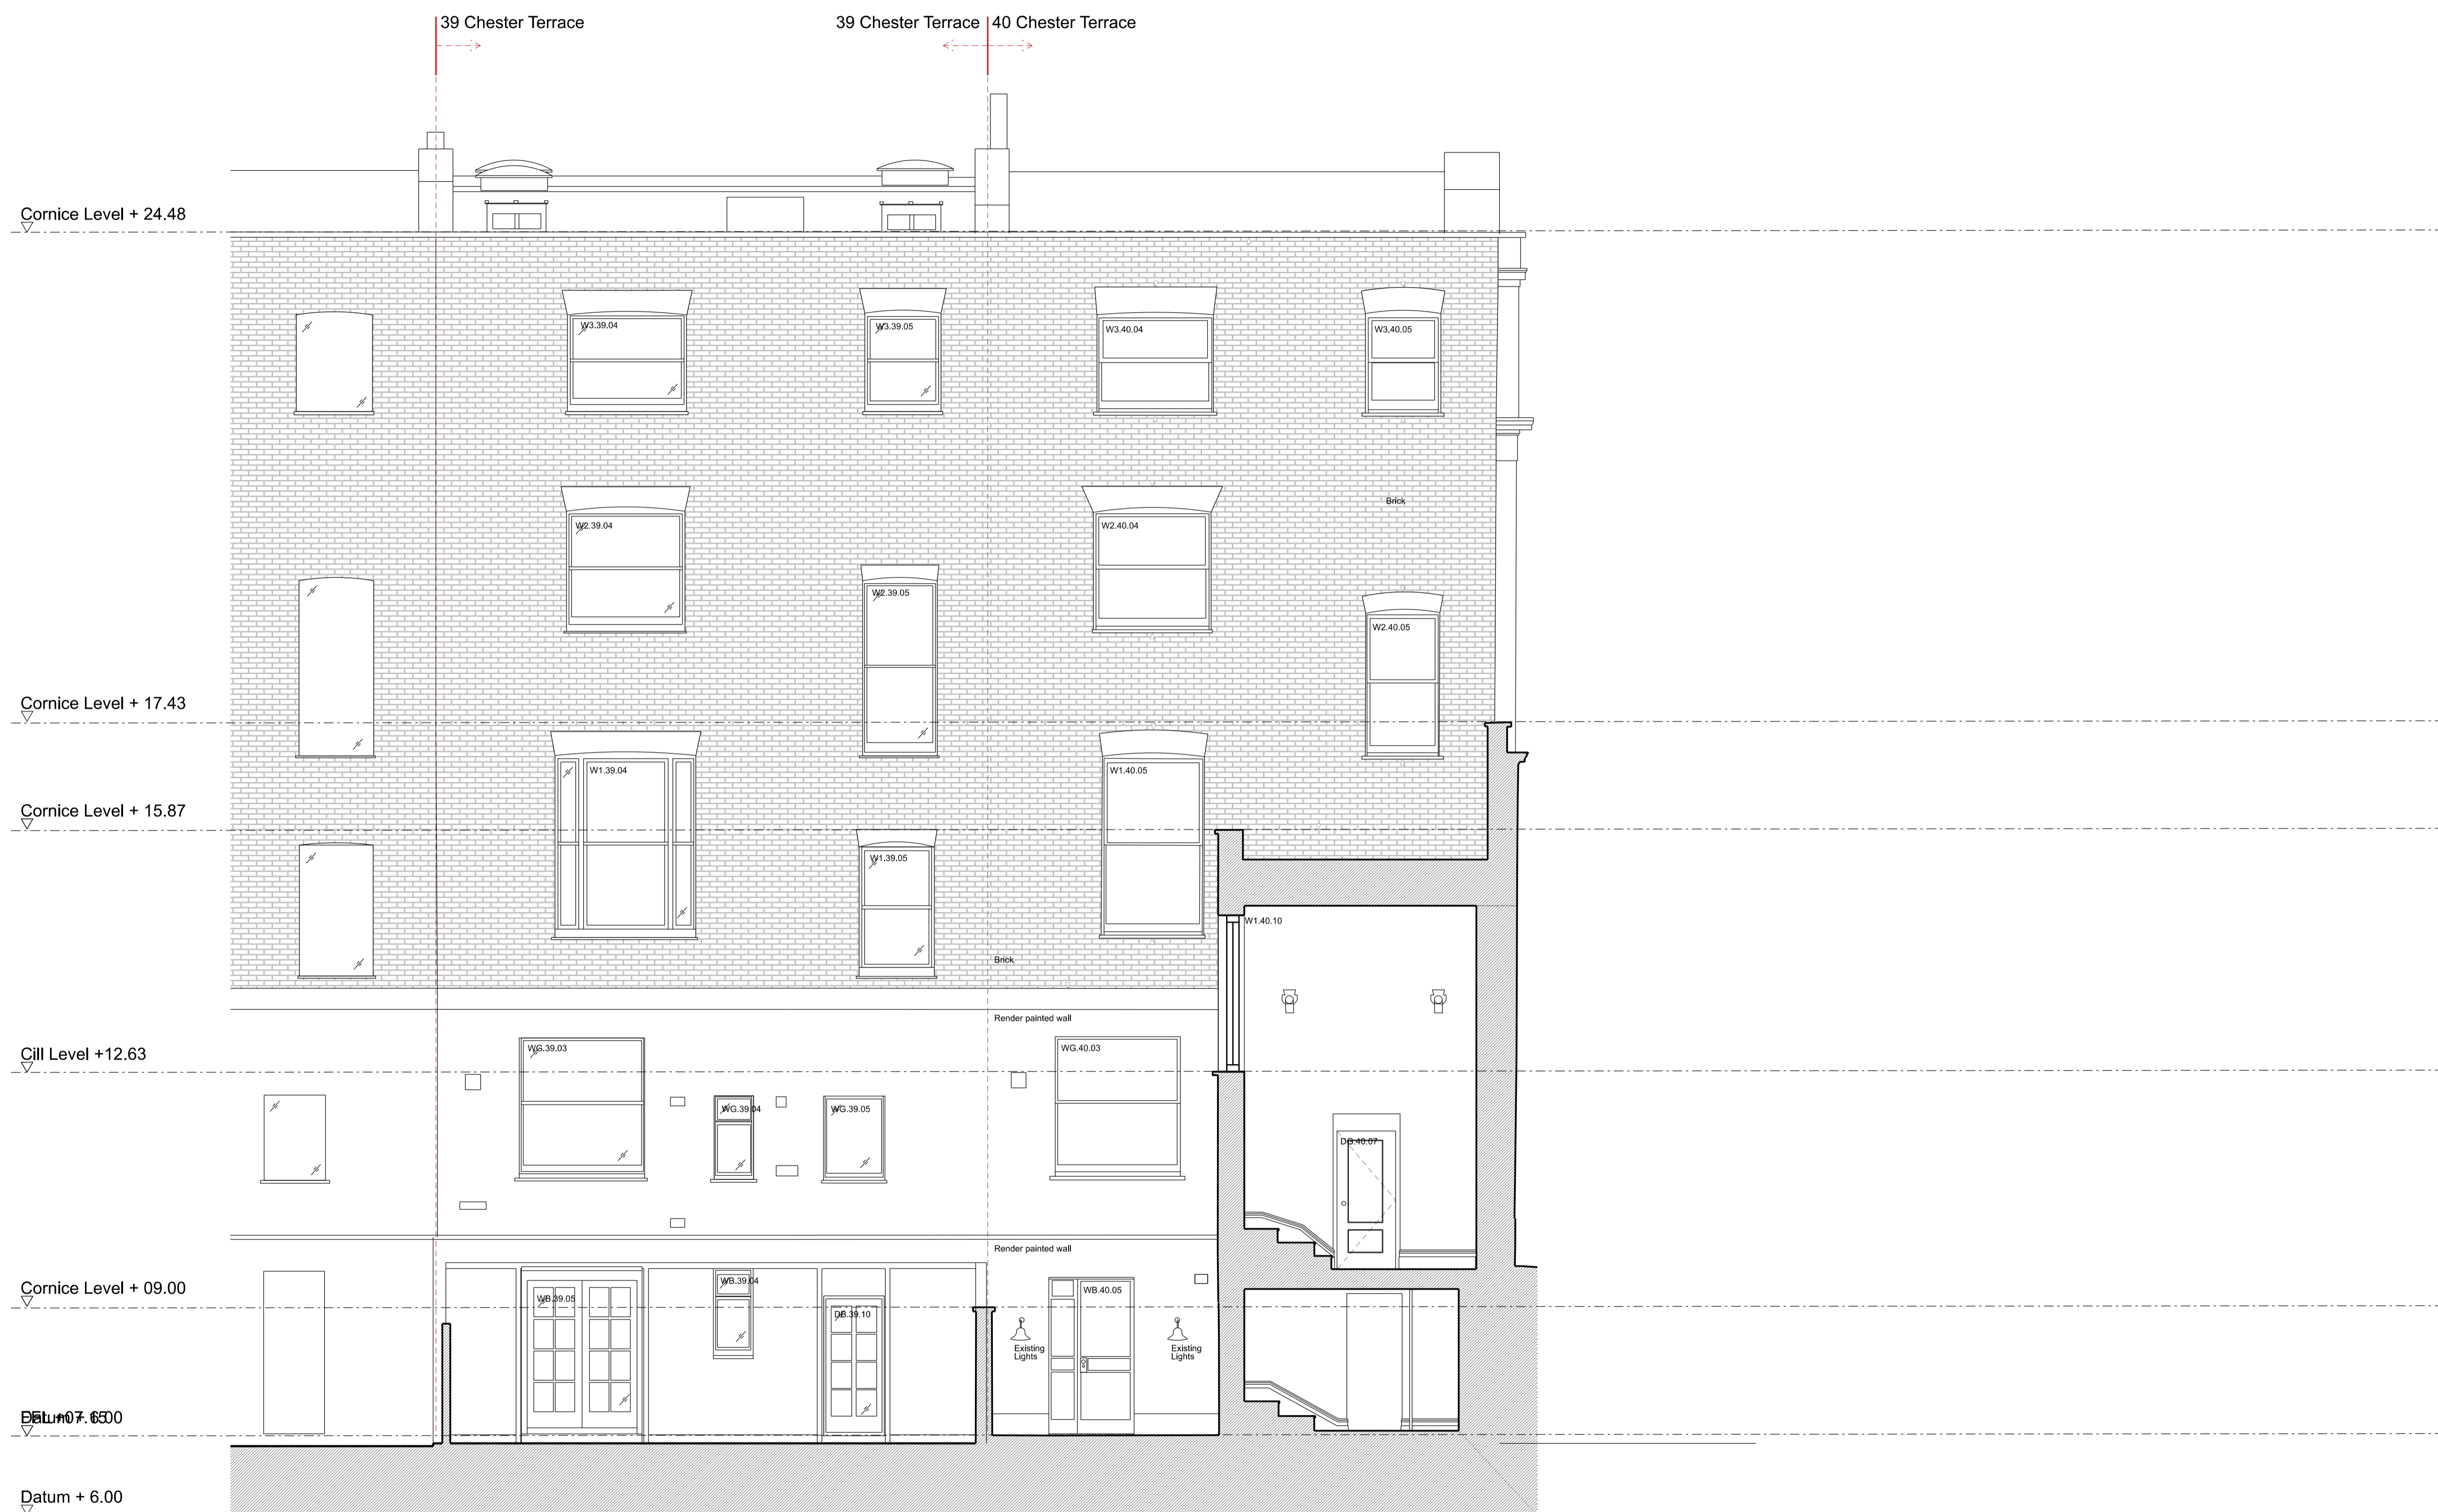 39 Chester Terrace
39 Chester Terrace
40 Chester Terrace
Cornice Level + 24.48
W3.39.04
W3.39.05
W3.40.04
W3.40.05
Brick
W2.39.04
W2.40.04
W2.39.05
W2.40.05
Cornice Level + 17.43
W1.39.04
W1.40.05
Cornice Level + 15.87
W1.39.05
W1.40.10
Brick
Render painted wall
WG.39.03
WG.40.03
Cill Level +12.63
WG.39.04
WG.39.05
DG.40.07
Render painted wall
Cornice Level + 09.00
WB.39.04
WB.39.05
WB.40.05
DB.39.10
Existing
Lights
Existing
Lights
Datum + 6.00